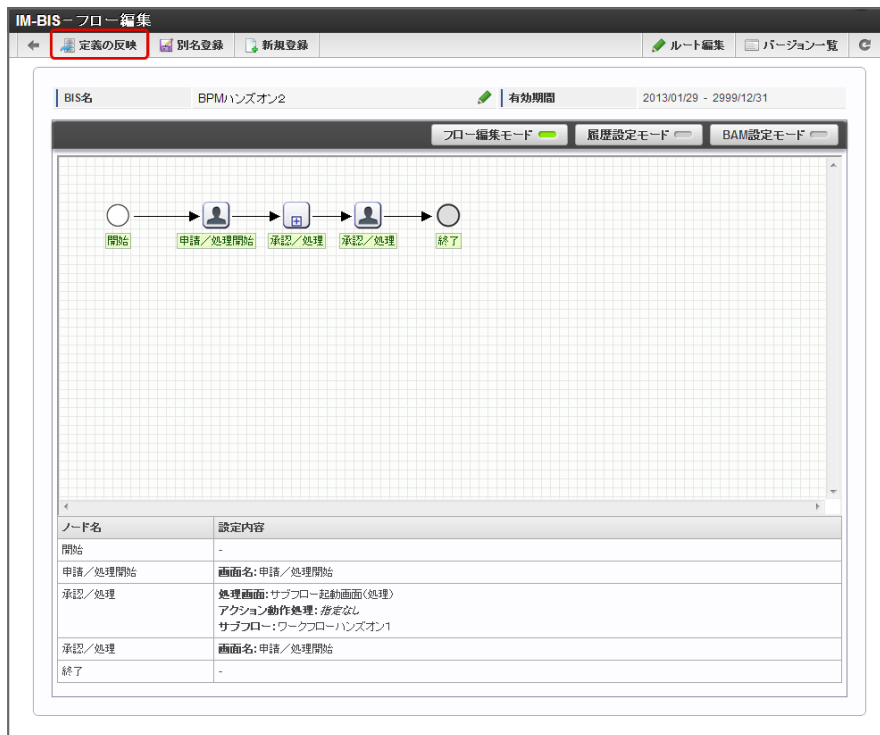 IM-BIS－フロー編集
定義の反映 別名登録 新規登録 ルート編集 バージョン一覧
BIS名 BPMハンズオン2 有効期間 2013/01/29 - 2999/12/31
フロー編集モード 履歴設定モード BAM設定モード
開始 申請／処理開始 承認／処理 承認／処理 終了
ノード名 設定内容
開始 -
申請／処理開始 画面名:申請／処理開始
承認／処理 処理画面:サブフロー起動画面(処理)
アクション動作処理:指定なし
サブフロー:ワークフローハンズオン1
承認／処理 画面名:申請／処理開始
終了 -